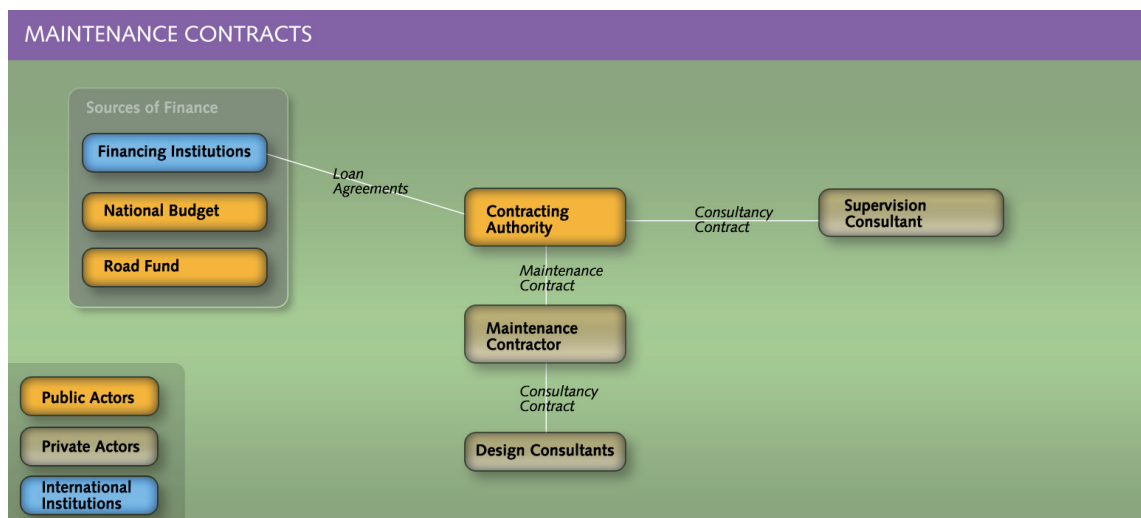 MAINTENANCE CONTRACTS
Sources of Finance
Financing Institutions
National Budget
Road Fund
Loan
Agreements
Contracting
Authority
Consultancy
Contract
Supervision
Consultant
Maintenance
Contract
Maintenance
Contractor
Consultancy
Contract
Design Consultants
Public Actors
Private Actors
International
Institutions